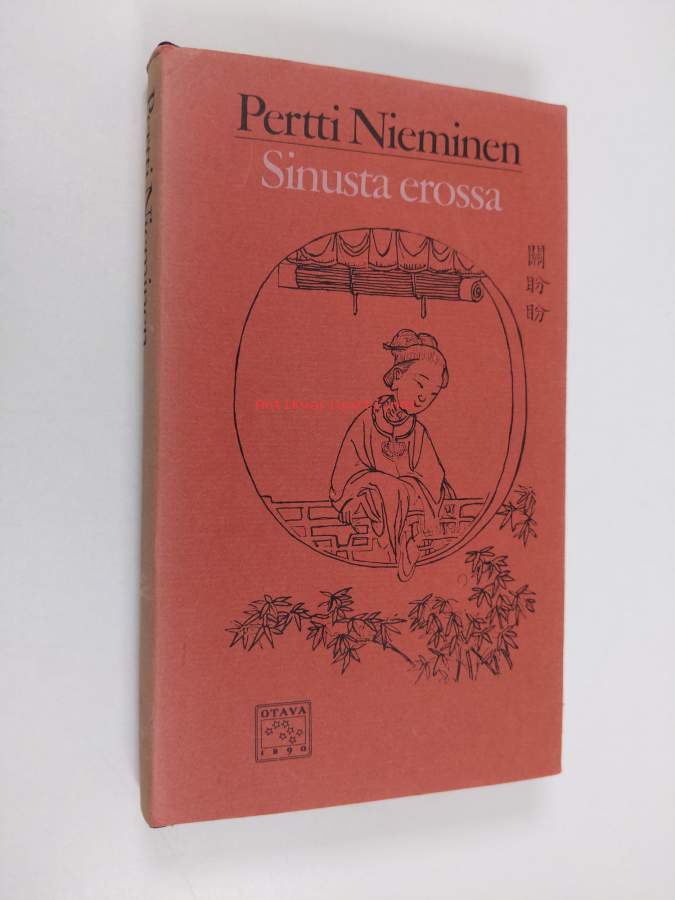 Pertti Nieminen
Sinusta erossa
關盼盼
OTAVA
1890
Pertti Nieminen